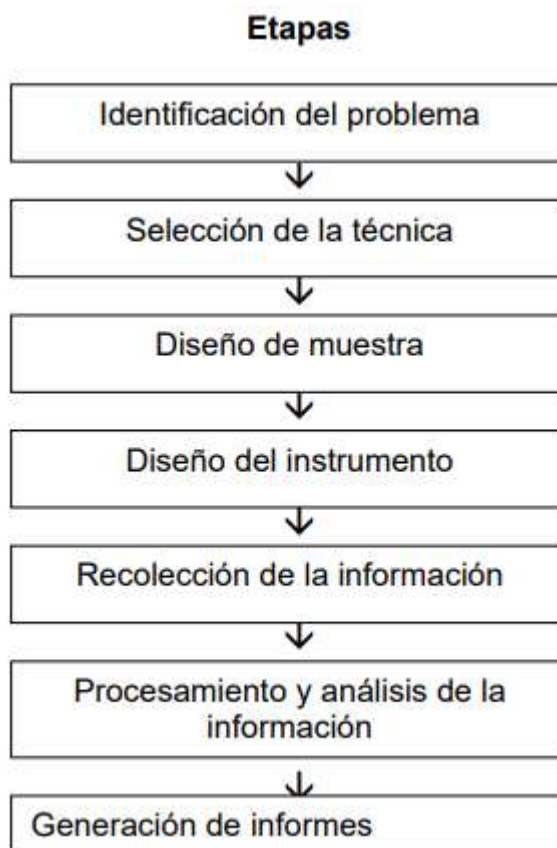 Etapas
Identificación del problema
Selección de la técnica
Diseño de muestra
Diseño del instrumento
Recolección de la información
Procesamiento y análisis de la
información
Generación de informes